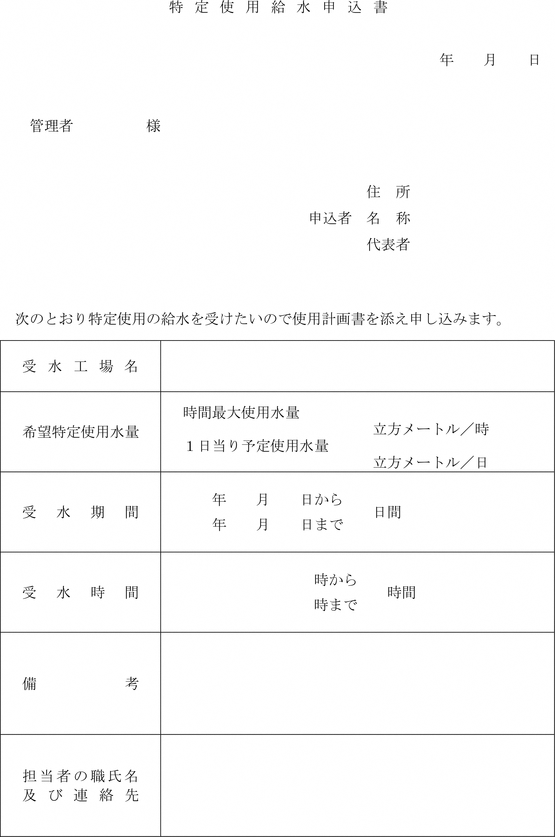 特定使用給水申込書
年　月　日
管理者　様
住所
申込者　名称
代表者
次のとおり特定使用の給水を受けたいので使用計画書を添え申し込みます。
受水工場名
希望特定使用水量
時間最大使用水量
立方メートル／時
１日当り予定使用水量
立方メートル／日
受水期間
年　月　日から
年　月　日まで
日間
受水時間
時から
時まで
時間
備考
担当者の職氏名
及び連絡先